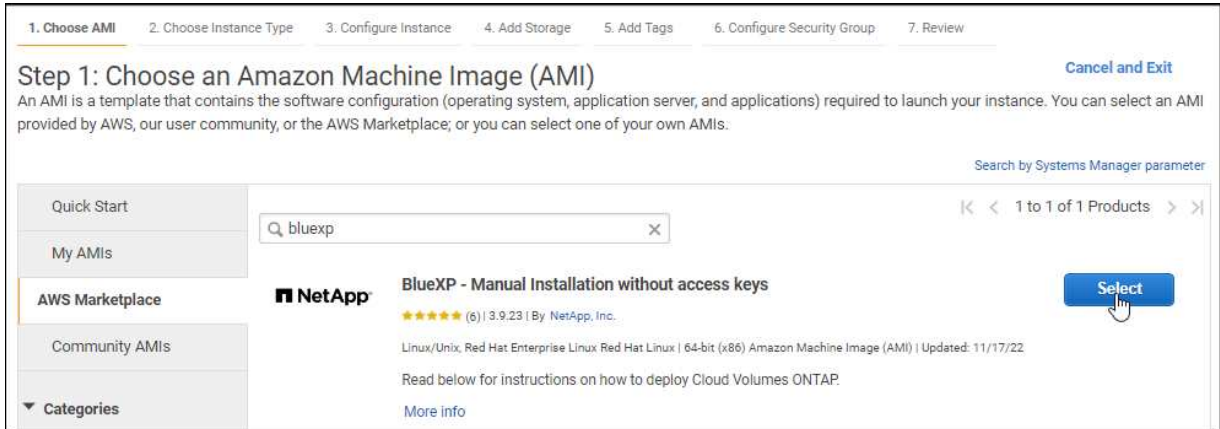 1. Choose AMI 2. Choose Instance Type 3. Configure Instance 4. Add Storage 5. Add Tags 6. Configure Security Group 7. Review
Step 1: Choose an Amazon Machine Image (AMI)
Cancel and Exit
An AMI is a template that contains the software configuration (operating system, application server, and applications) required to launch your instance. You can select an AMI
provided by AWS, our user community, or the AWS Marketplace; or you can select one of your own AMIs.
Search by Systems Manager parameter
Quick Start
My AMIs
AWS Marketplace
Community AMIs
Categories
bluexp
1 to 1 of 1 Products
NetApp
BlueXP - Manual Installation without access keys
Select
(6) | 3.9.23 | By NetApp, Inc.
Linux/Unix, Red Hat Enterprise Linux Red Hat Linux | 64-bit (x86) Amazon Machine Image (AMI) | Updated: 11/17/22
Read below for instructions on how to deploy Cloud Volumes ONTAP.
More info